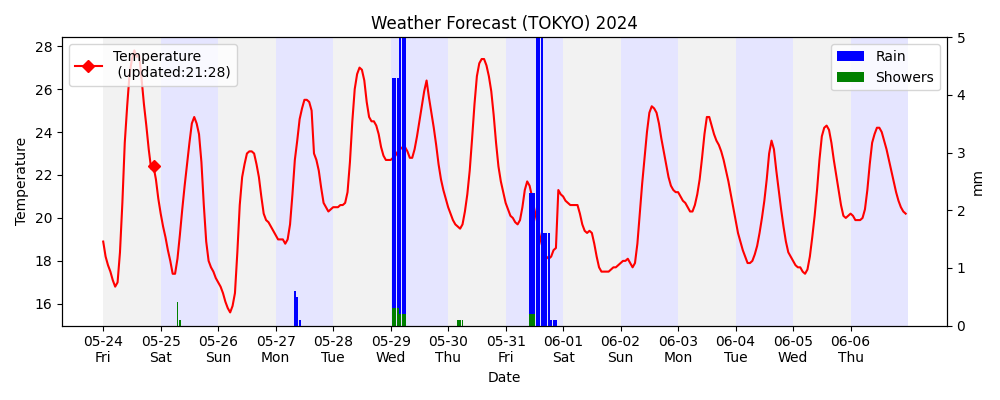 Weather Forecast (TOKYO) 2024
Temperature
(updated:21:28)
Rain
Showers
28
26
24
22
20
18
16
Temperature
5
4
3
2
1
0
mm
05-24 05-25 05-26 05-27 05-28 05-29 05-30 05-31 06-01 06-02 06-03 06-04 06-05 06-06
Fri Sat Sun Mon Tue Wed Thu Fri Sat Sun Mon Tue Wed Thu
Date